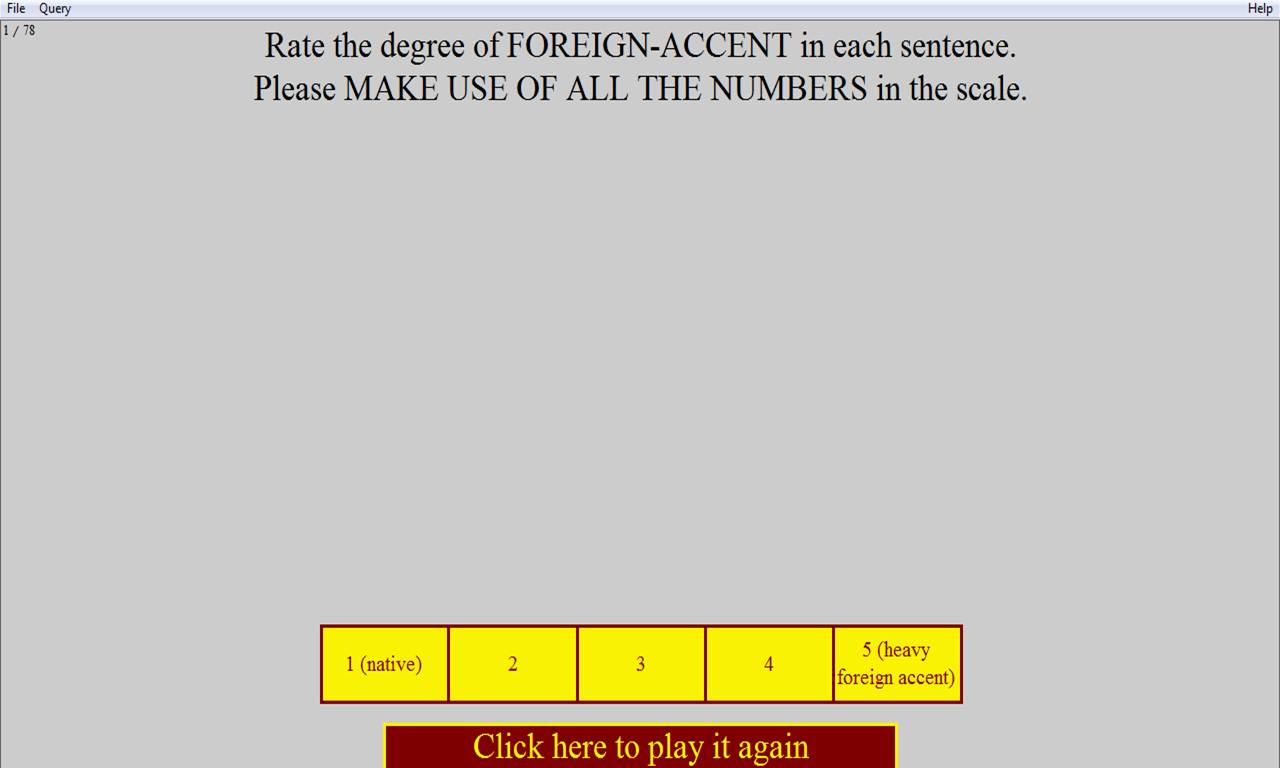 File Query Help
1 / 78
Rate the degree of FOREIGN-ACCENT in each sentence.
Please MAKE USE OF ALL THE NUMBERS in the scale.
1 (native) 2 3 4 5 (heavy
foreign accent)
Click here to play it again